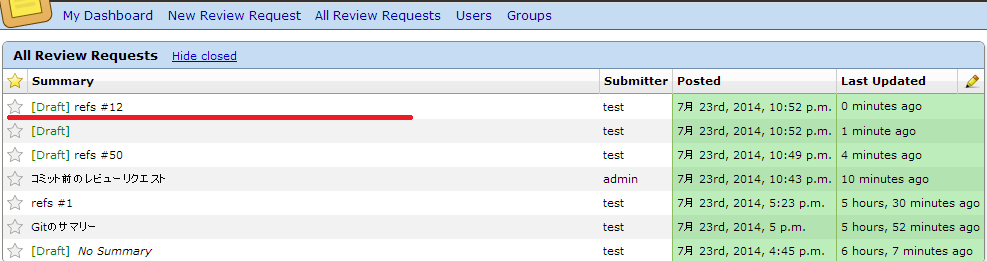 My Dashboard New Review Request All Review Requests Users Groups
All Review Requests Hide closed
Summary Submitter Posted Last Updated
[Draft] refs #12 test 7月 23rd, 2014, 10:52 p.m. 0 minutes ago
[Draft] test 7月 23rd, 2014, 10:52 p.m. 1 minute ago
[Draft] refs #50 test 7月 23rd, 2014, 10:49 p.m. 4 minutes ago
コミット前のレビューリクエスト admin 7月 23rd, 2014, 10:43 p.m. 10 minutes ago
refs #1 test 7月 23rd, 2014, 5:23 p.m. 5 hours, 30 minutes ago
Gitのサマリー test 7月 23rd, 2014, 5 p.m. 5 hours, 52 minutes ago
[Draft] No Summary test 7月 23rd, 2014, 4:45 p.m. 6 hours, 7 minutes ago